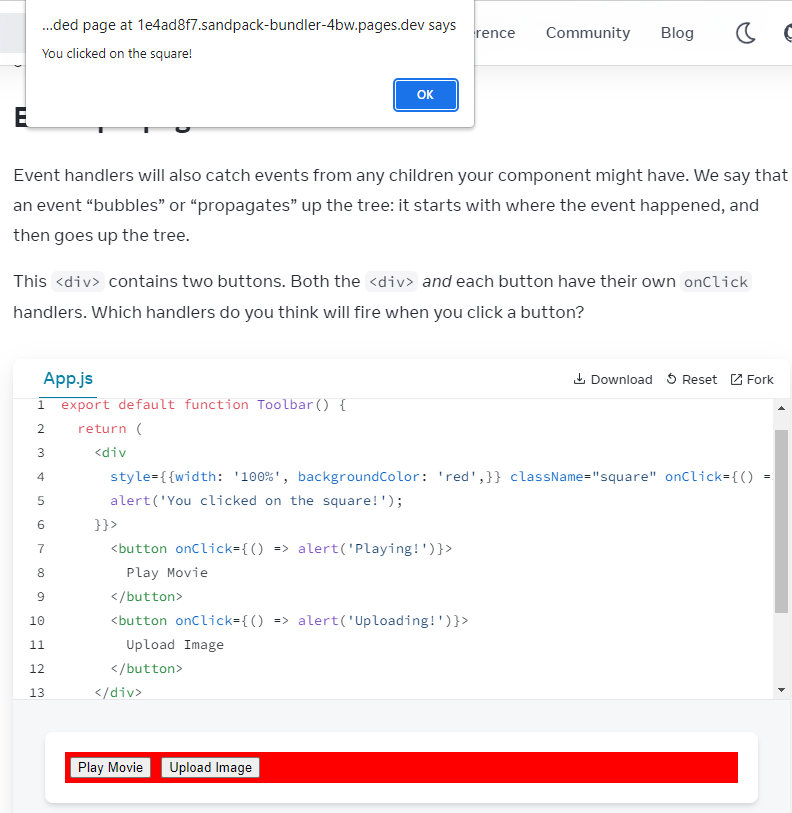 ...ded page at 1e4ad8f7.sandpack-bundler-4bw.pages.dev says
You clicked on the square!
OK
rence Community Blog
Event handlers will also catch events from any children your component might have. We say that
an event “bubbles” or “propagates” up the tree: it starts with where the event happened, and
then goes up the tree.
This <div> contains two buttons. Both the <div> and each button have their own onClick
handlers. Which handlers do you think will fire when you click a button?
App.js
Download Reset Fork
1 export default function Toolbar() {
2 return (
3 <div
4 style={{width: '100%', backgroundColor: 'red',}} className="square" onClick={() =
5 alert('You clicked on the square!');
6 }}>
7 <button onClick={() => alert('Playing!')}>
8 Play Movie
9 </button>
10 <button onClick={() => alert('Uploading!')}>
11 Upload Image
12 </button>
13 </div>
Play Movie Upload Image